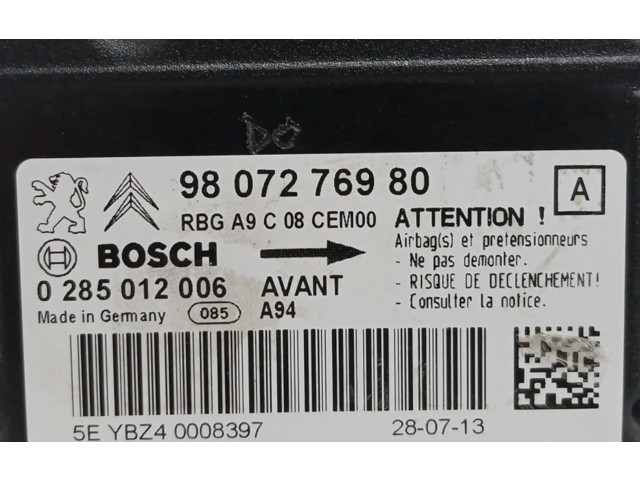 98 072 769 80
A
RBG A9 C 08 CEM00
ATTENTION !
BOSCH
Airbag(s) et pretensionneurs
- Ne pas demonter.
0 285 012 006
AVANT
- RISQUE DE DECLENCHEMENT!
Made in Germany
085
A94
- Consulter la notice.
5E YBZ4 0008397
28-07-13